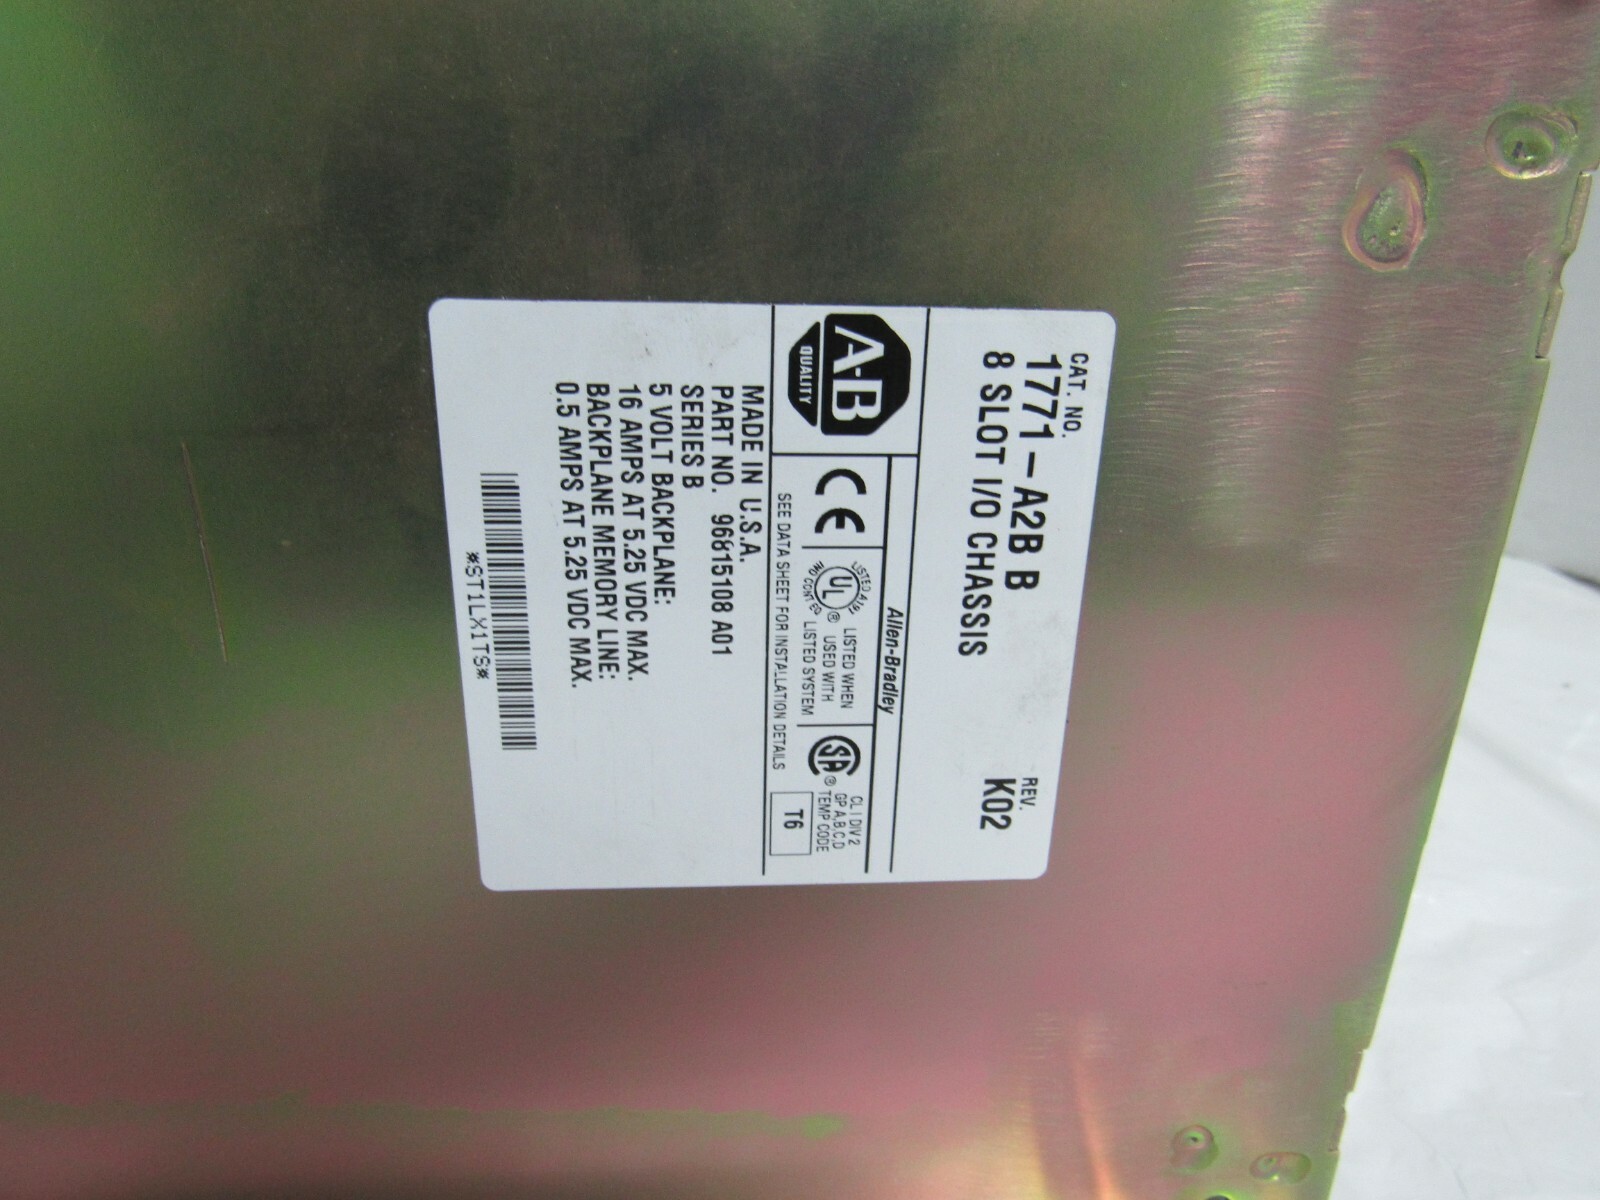 CAT. NO.
1771-A2B B
8 SLOT I/O CHASSIS
REV.
K02
Allen-Bradley
A-B
QUALITY
CE
UL
®
LISTED WHEN
USED WITH
LISTED SYSTEM
SA
®
CL I DIV 2
GP A,B,C,D
TEMP CODE
T6
SEE DATA SHEET FOR INSTALLATION DETAILS
MADE IN U.S.A.
PART NO. 96815108 A01
SERIES B
5 VOLT BACKPLANE:
16 AMPS AT 5.25 VDC MAX.
BACKPLANE MEMORY LINE:
0.5 AMPS AT 5.25 VDC MAX.
*ST1LX1TS*